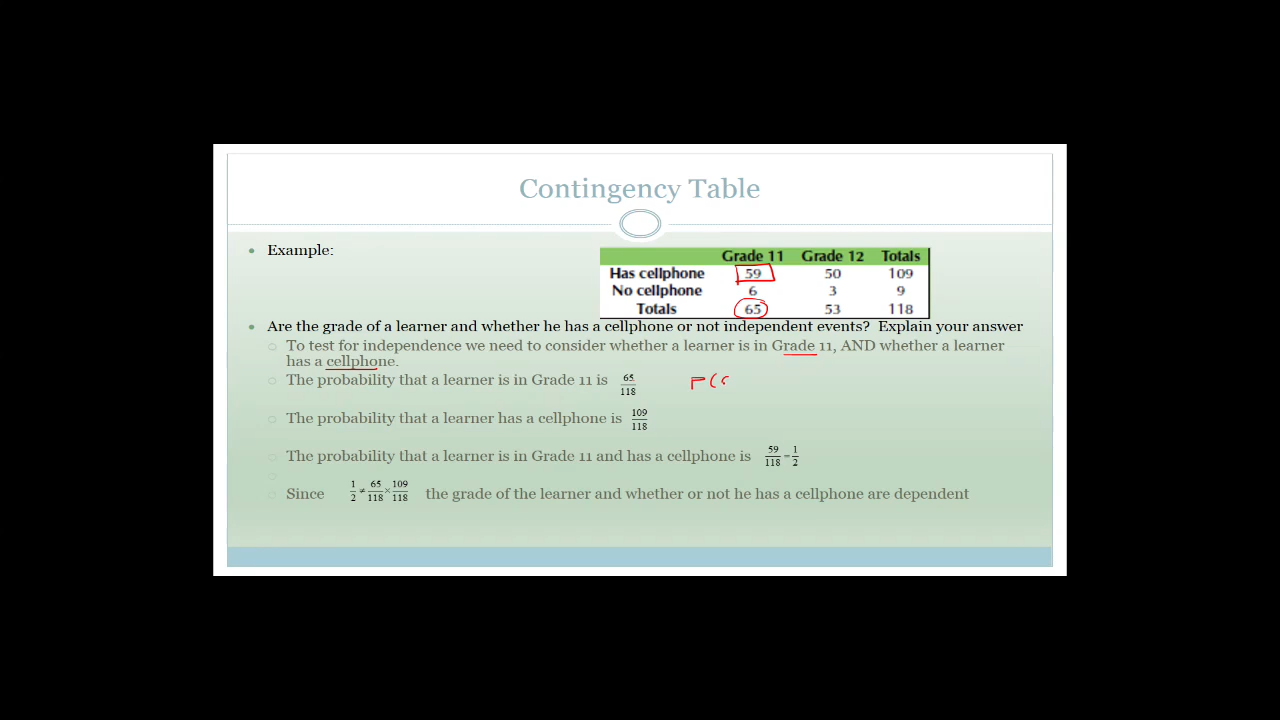 Contingency Table
Example:
Grade 11 Grade 12 Totals
Has cellphone 59 50 109
No cellphone 6 3 9
Totals 65 53 118
Are the grade of a learner and whether he has a cellphone or not independent events? Explain your answer
To test for independence we need to consider whether a learner is in Grade 11, AND whether a learner
has a cellphone.
The probability that a learner is in Grade 11 is 65/118 P(
The probability that a learner has a cellphone is 109/118
The probability that a learner is in Grade 11 and has a cellphone is 59/118 = 1/2
Since 1/2 ≠ 65/118 × 109/118 the grade of the learner and whether or not he has a cellphone are dependent